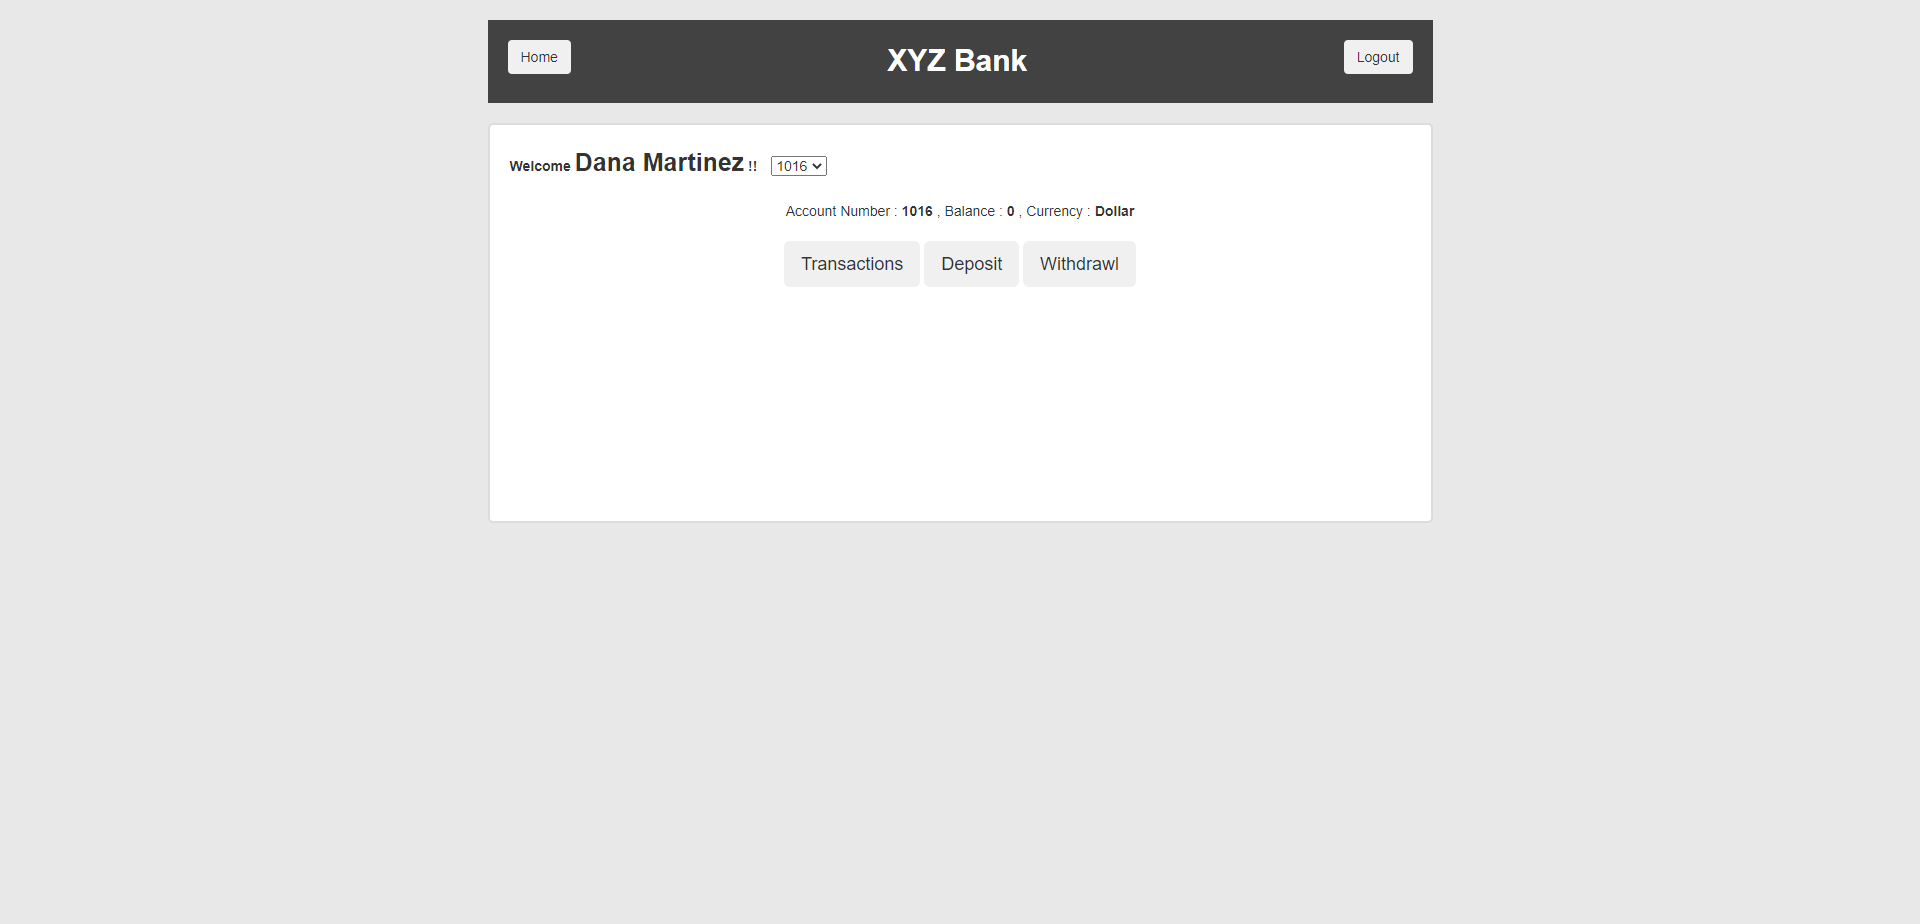 Home XYZ Bank Logout
Welcome Dana Martinez !! 1016
Account Number : 1016 , Balance : 0 , Currency : Dollar
Transactions Deposit Withdrawl